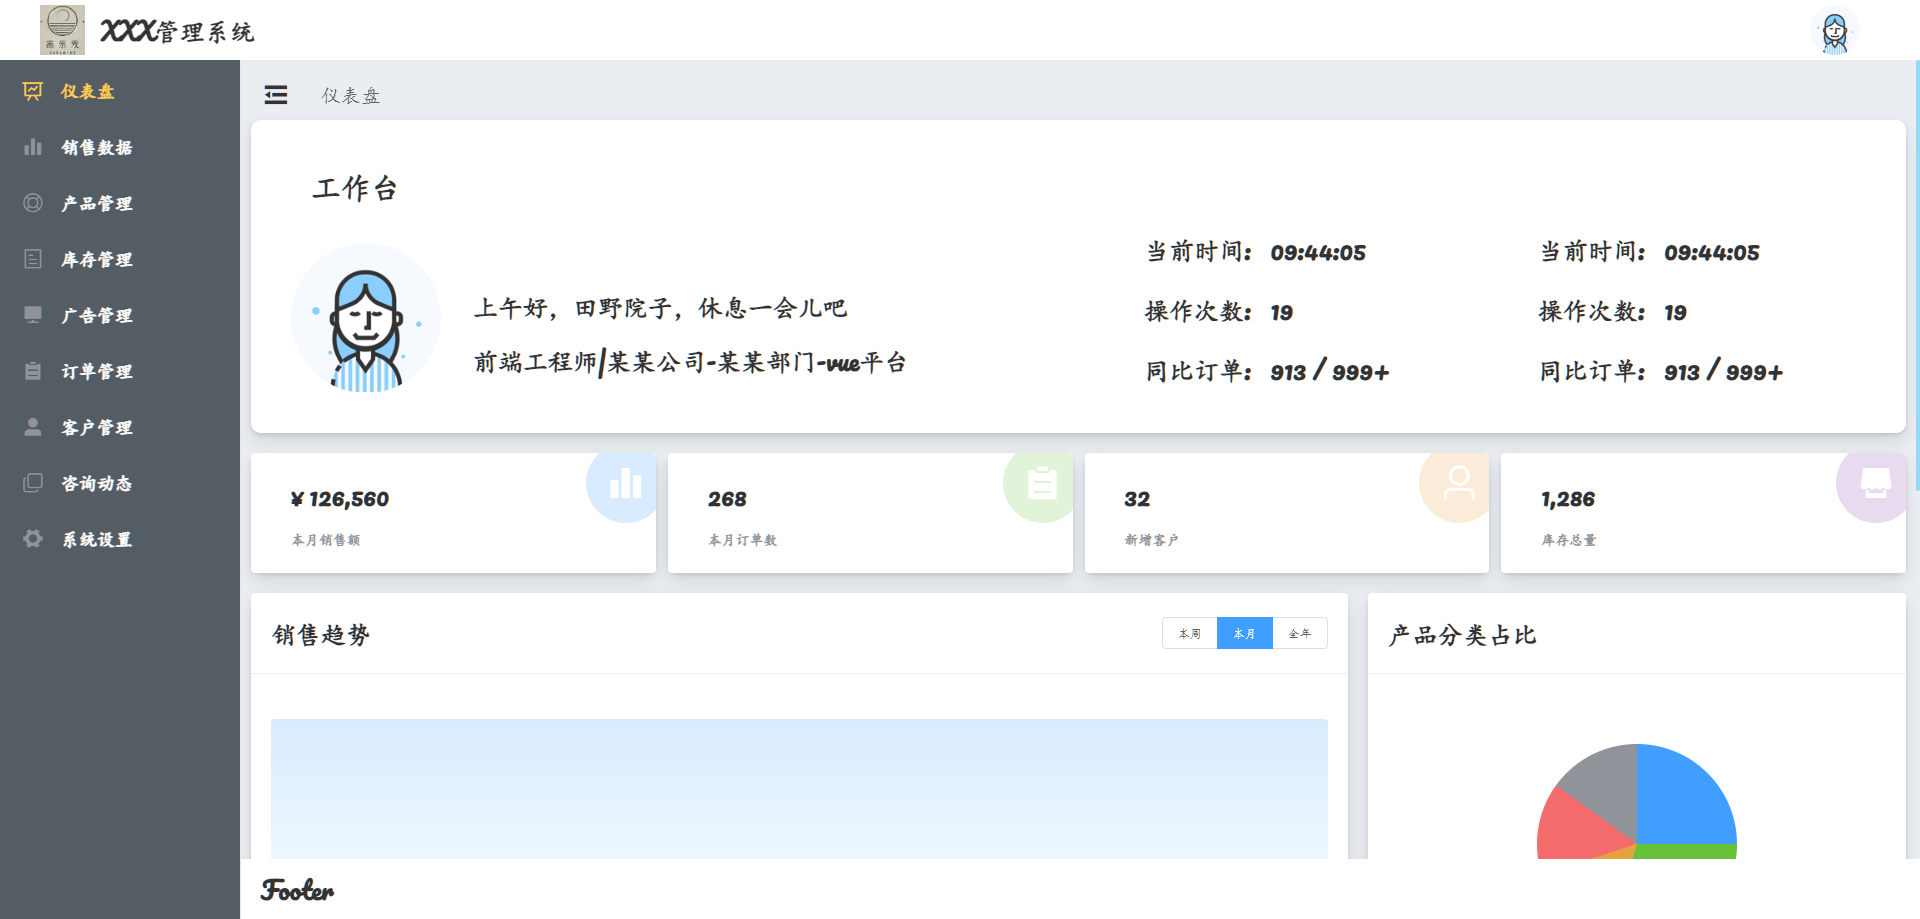 XXX管理系统
仪表盘
销售数据
产品管理
库存管理
广告管理
订单管理
客户管理
咨询动态
系统设置
仪表盘
工作台
上午好，田野院子，休息一会儿吧
前端工程师|某某公司-某某部门-vue平台
当前时间： 09:44:05
操作次数： 19
同比订单： 913 / 999+
当前时间： 09:44:05
操作次数： 19
同比订单： 913 / 999+
¥ 126,560
本月销售额
268
本月订单数
32
新增客户
1,286
库存总量
销售趋势
本周 本月 全年
产品分类占比
Footer